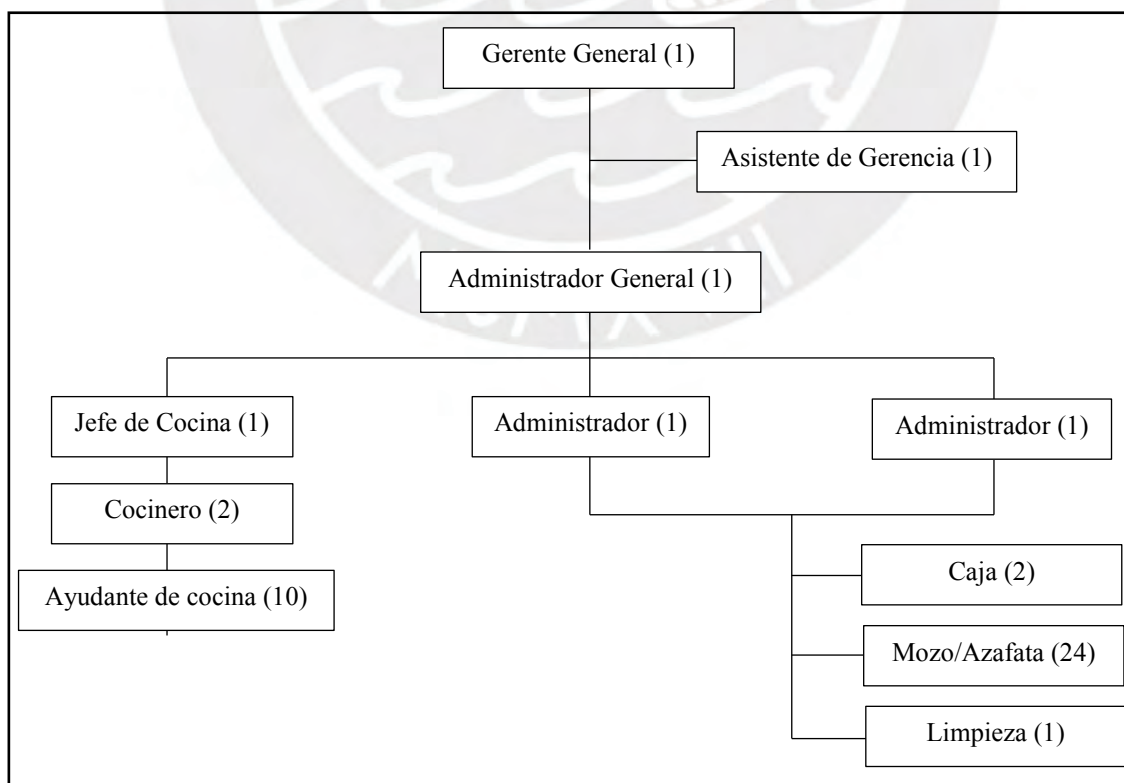 Gerente General (1)
Asistente de Gerencia (1)
Administrador General (1)
Jefe de Cocina (1)
Administrador (1)
Administrador (1)
Cocinero (2)
Ayudante de cocina (10)
Caja (2)
Mozo/Azafata (24)
Limpieza (1)